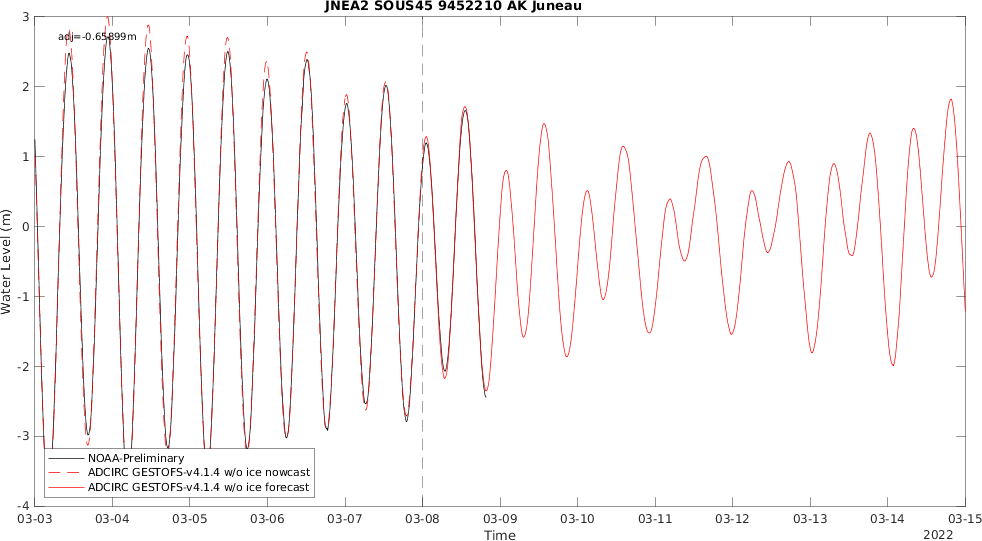 JNEA2 SOUS45 9452210 AK Juneau
adj=-0.65899m
3
2
1
0
-1
-2
-3
-4
Water Level (m)
NOAA-Preliminary
ADCIRC GESTOFS-v4.1.4 w/o ice nowcast
ADCIRC GESTOFS-v4.1.4 w/o ice forecast
03-03 03-04 03-05 03-06 03-07 03-08 03-09 03-10 03-11 03-12 03-13 03-14 03-15
Time
2022